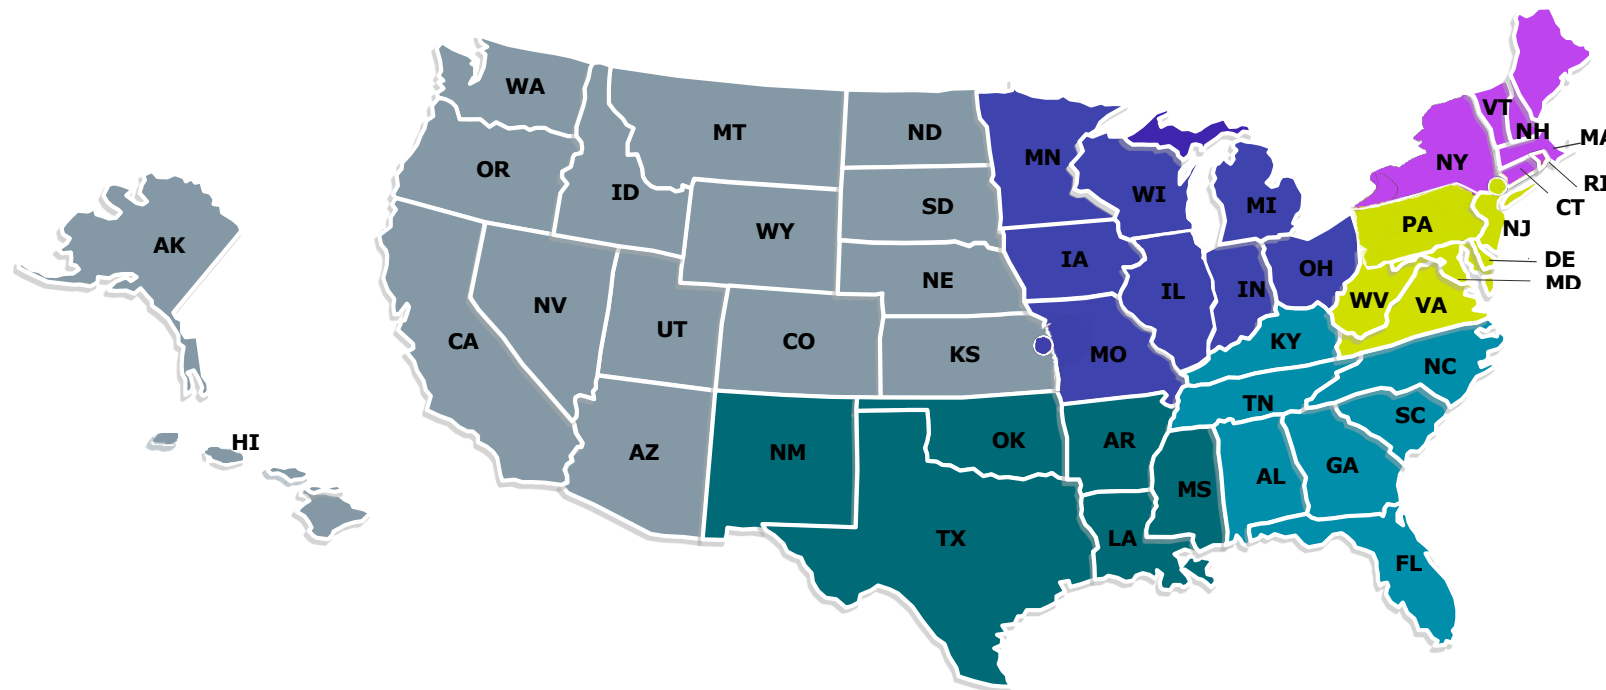 WA
MT
ND
MN
VT
NH
MA
OR
ID
SD
WI
MI
NY
RI
CT
AK
WY
NE
IA
IL
IN
OH
PA
NJ
DE
MD
WV
VA
CA
NV
UT
CO
KS
MO
KY
NC
HI
AZ
NM
OK
AR
TN
SC
MS
AL
GA
TX
LA
FL